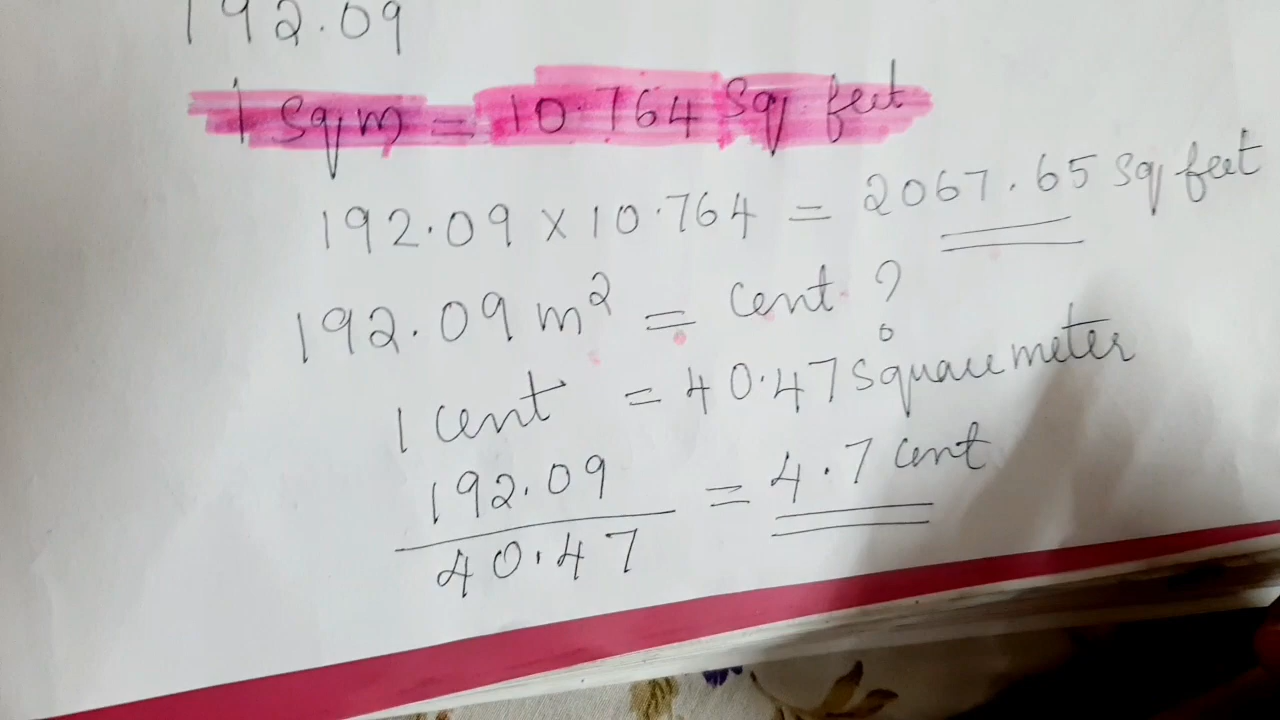 192.09
1 Sqm = 10.764 Sq feet
192.09 x 10.764 = 2067.65 Sq feet
192.09 m² = Cent ?
1 Cent = 40.47 Square meter
192.09
40.47
= 4.7 Cent